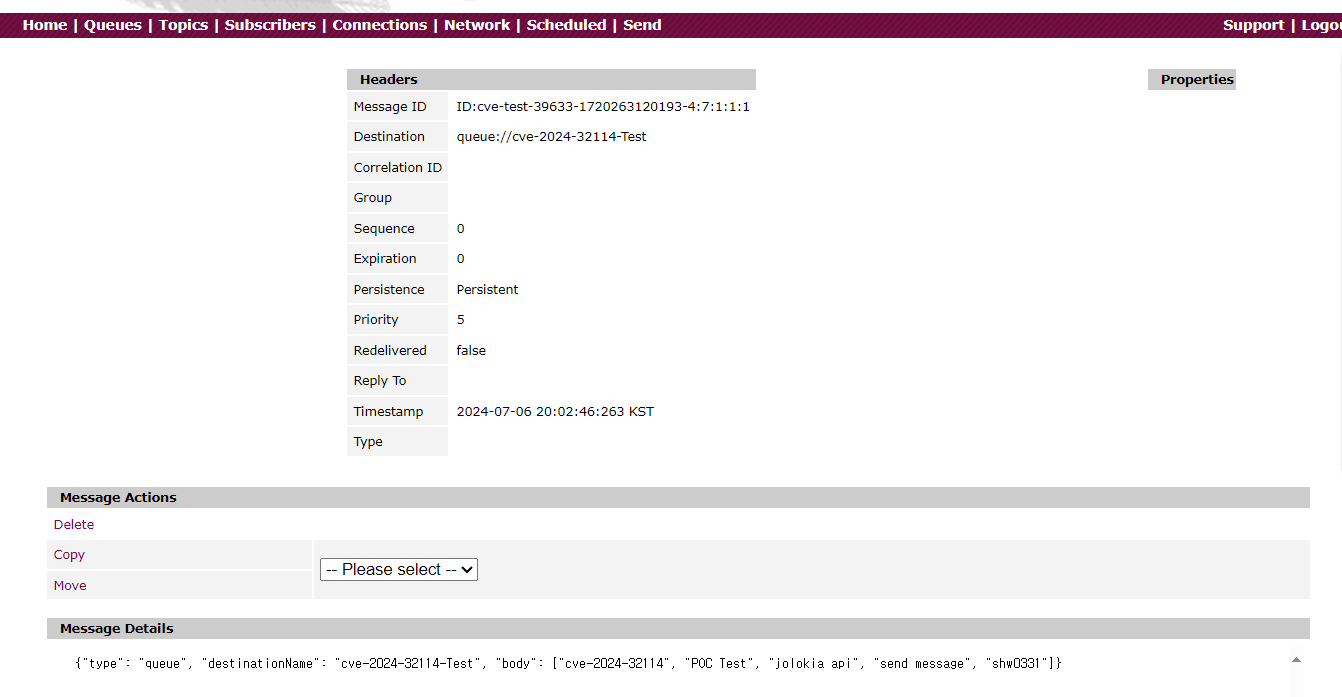 Home | Queues | Topics | Subscribers | Connections | Network | Scheduled | Send
Support | Logou
Headers
Properties
Message ID ID:cve-test-39633-1720263120193-4:7:1:1:1
Destination queue://cve-2024-32114-Test
Correlation ID
Group
Sequence 0
Expiration 0
Persistence Persistent
Priority 5
Redelivered false
Reply To
Timestamp 2024-07-06 20:02:46:263 KST
Type
Message Actions
Delete
Copy
-- Please select --
Move
Message Details
{"type": "queue", "destinationName": "cve-2024-32114-Test", "body": ["cve-2024-32114", "POC Test", "jolokia api", "send message", "shw0331"]}